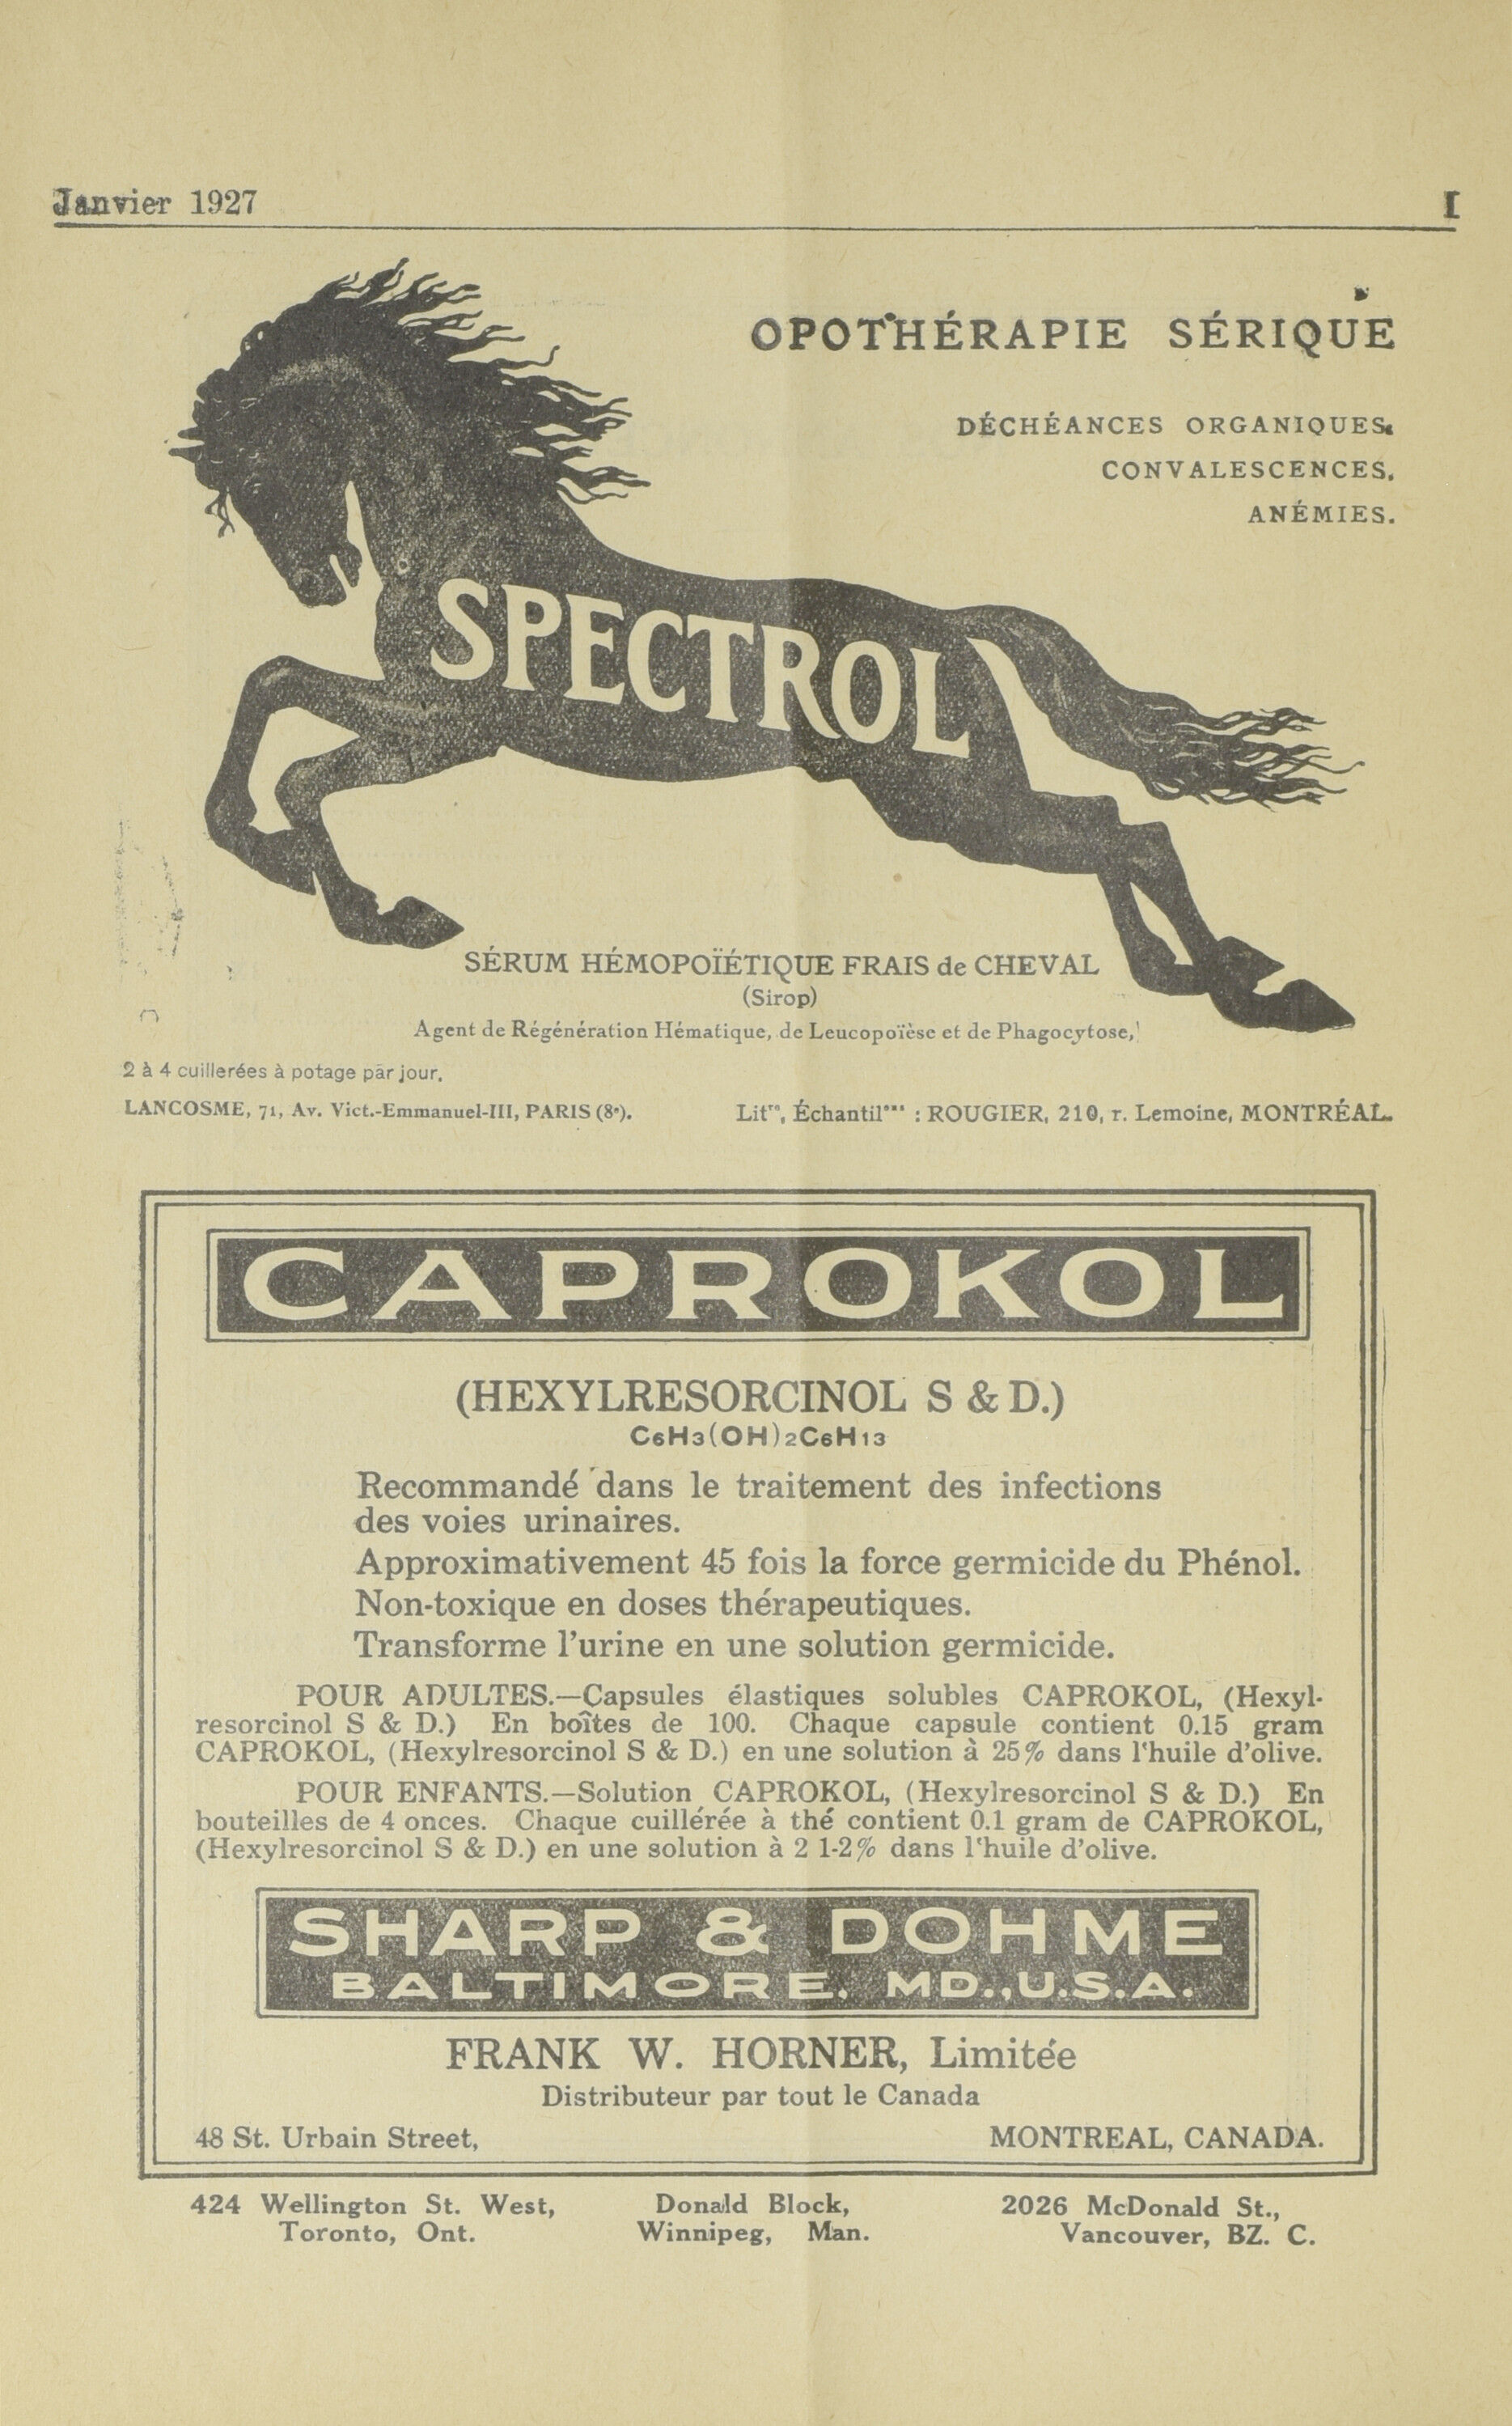 Janvier 1927
I
OPOTHÉRAPIE SÉRIQUE
DÉCHÉANCES ORGANIQUES.
CONVALESCENCES.
ANÉMIES.
SPECTROL
SÉRUM HÉMOPOÏÉTIQUE FRAIS de CHEVAL
(Sirop)
Agent de Régénération Hématique, de Leucopoïèse et de Phagocytose,
2 à 4 cuillerées à potage par jour.
LANCOSME, 71, Av. Vict.-Emmanuel-III, PARIS (8e).
Litre, Échantil : ROUGIER, 210, r. Lemoine, MONTRÉAL.
CAPROKOL
(HEXYLRESORCINOL S & D.)
C6H3(OH)2C6H13
Recommandé dans le traitement des infections
des voies urinaires.
Approximativement 45 fois la force germicide du Phénol.
Non-toxique en doses thérapeutiques.
Transforme l'urine en une solution germicide.
POUR ADULTES.—Capsules élastiques solubles CAPROKOL, (Hexyl-
resorcinol S & D.) En boîtes de 100. Chaque capsule contient 0.15 gram
CAPROKOL, (Hexylresorcinol S & D.) en une solution à 25% dans l'huile d'olive.
POUR ENFANTS.—Solution CAPROKOL, (Hexylresorcinol S & D.) En
bouteilles de 4 onces. Chaque cuillérée à thé contient 0.1 gram de CAPROKOL,
(Hexylresorcinol S & D.) en une solution à 2 1-2% dans l'huile d'olive.
SHARP & DOHME
BALTIMORE, MD., U.S.A.
FRANK W. HORNER, Limitée
Distributeur par tout le Canada
48 St. Urbain Street,
MONTREAL, CANADA.
424 Wellington St. West,
Toronto, Ont.
Donald Block,
Winnipeg, Man.
2026 McDonald St.,
Vancouver, BZ. C.